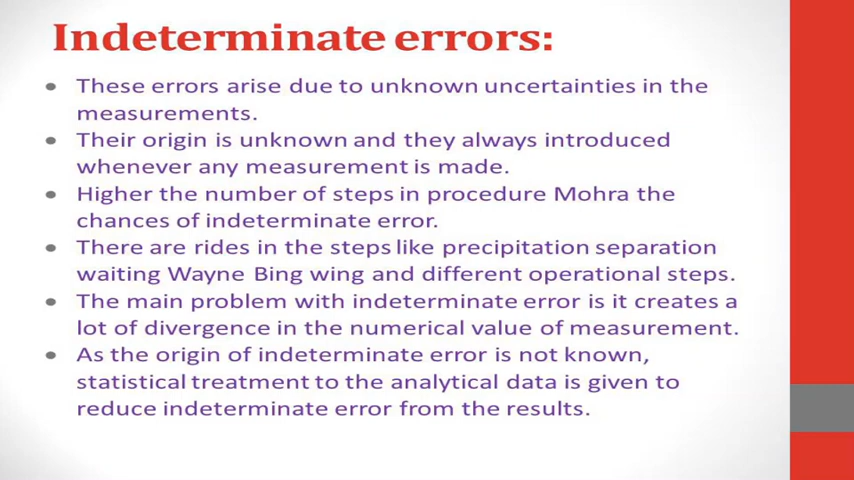 Indeterminate errors:
• These errors arise due to unknown uncertainties in the
measurements.
• Their origin is unknown and they always introduced
whenever any measurement is made.
• Higher the number of steps in procedure Mohra the
chances of indeterminate error.
• There are rides in the steps like precipitation separation
waiting Wayne Bing wing and different operational steps.
• The main problem with indeterminate error is it creates a
lot of divergence in the numerical value of measurement.
• As the origin of indeterminate error is not known,
statistical treatment to the analytical data is given to
reduce indeterminate error from the results.